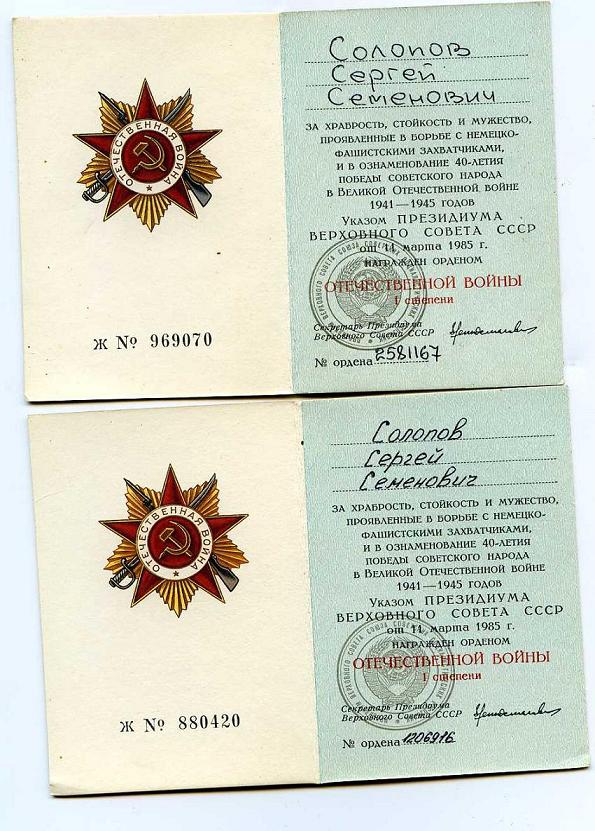 ОТЕЧЕСТВЕННАЯ ВОЙНА
Ж № 969070
Солопов
Сергей
Семенович
ЗА ХРАБРОСТЬ, СТОЙКОСТЬ И МУЖЕСТВО,
ПРОЯВЛЕННЫЕ В БОРЬБЕ С НЕМЕЦКО-
ФАШИСТСКИМИ ЗАХВАТЧИКАМИ,
И В ОЗНАМЕНОВАНИЕ 40-ЛЕТИЯ
ПОБЕДЫ СОВЕТСКОГО НАРОДА
В ВЕЛИКОЙ ОТЕЧЕСТВЕННОЙ ВОЙНЕ
1941—1945 ГОДОВ
УКАЗОМ ПРЕЗИДИУМА
ВЕРХОВНОГО СОВЕТА СССР
от 11 марта 1985 г.
НАГРАЖДЕН ОРДЕНОМ
ОТЕЧЕСТВЕННОЙ ВОЙНЫ
I степени
Секретарь Президиума
Верховного Совета СССР
№ ордена 2581167
ОТЕЧЕСТВЕННАЯ ВОЙНА
Ж № 880420
Солопов
Сергей
Семенович
ЗА ХРАБРОСТЬ, СТОЙКОСТЬ И МУЖЕСТВО,
ПРОЯВЛЕННЫЕ В БОРЬБЕ С НЕМЕЦКО-
ФАШИСТСКИМИ ЗАХВАТЧИКАМИ,
И В ОЗНАМЕНОВАНИЕ 40-ЛЕТИЯ
ПОБЕДЫ СОВЕТСКОГО НАРОДА
В ВЕЛИКОЙ ОТЕЧЕСТВЕННОЙ ВОЙНЕ
1941—1945 ГОДОВ
УКАЗОМ ПРЕЗИДИУМА
ВЕРХОВНОГО СОВЕТА СССР
от 11 марта 1985 г.
НАГРАЖДЕН ОРДЕНОМ
ОТЕЧЕСТВЕННОЙ ВОЙНЫ
I степени
Секретарь Президиума
Верховного Совета СССР
№ ордена 1206916